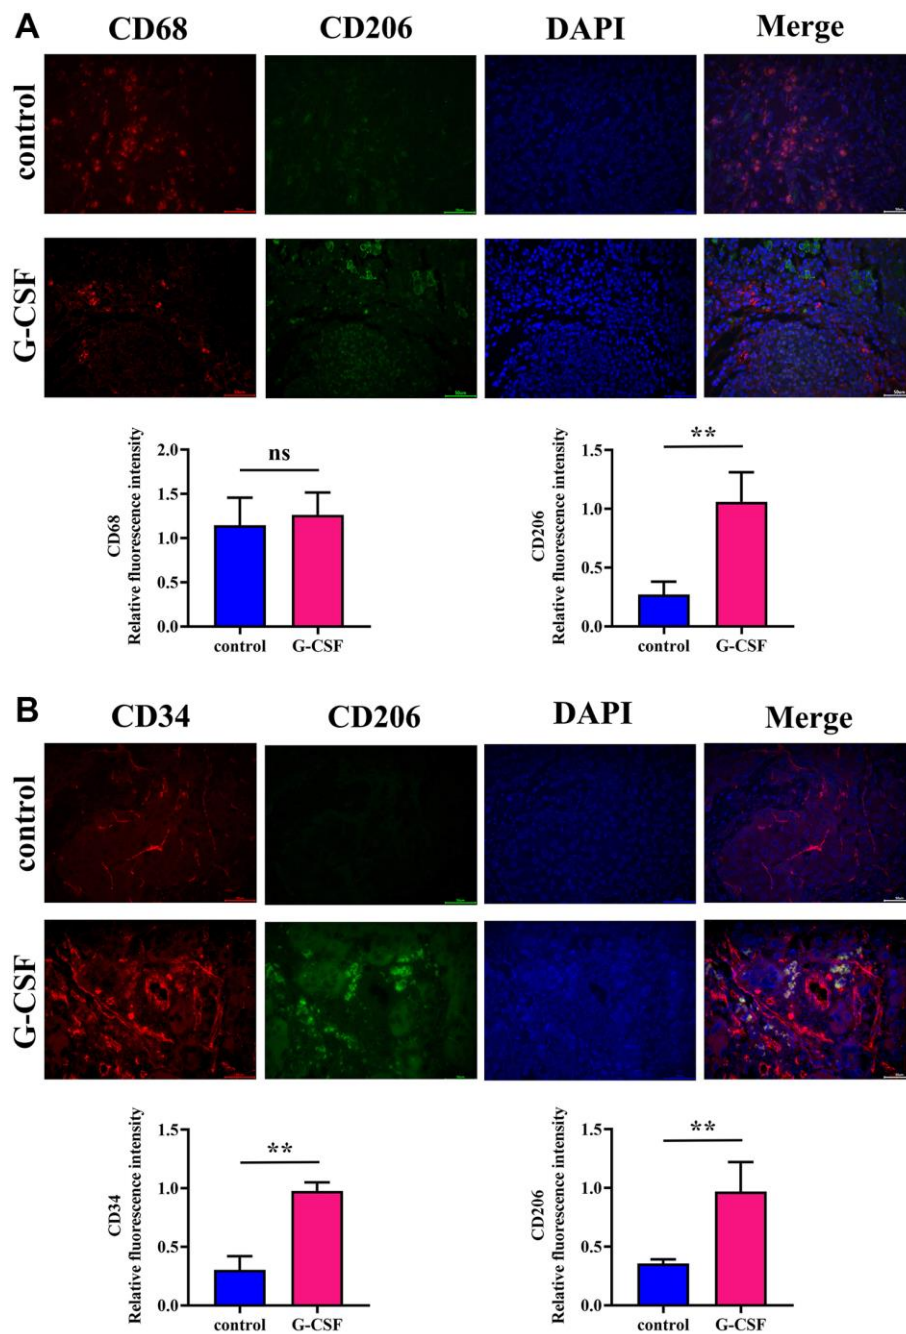 A
CD68 CD206 DAPI Merge
control
G-CSF
CD68
Relative fluorescence intensity
2.0
1.5
1.0
0.5
0.0
ns
control G-CSF
CD206
Relative fluorescence intensity
1.5
1.0
0.5
0.0
**
control G-CSF
B
CD34 CD206 DAPI Merge
control
G-CSF
CD34
Relative fluorescence intensity
1.5
1.0
0.5
0.0
**
control G-CSF
CD206
Relative fluorescence intensity
1.5
1.0
0.5
0.0
**
control G-CSF